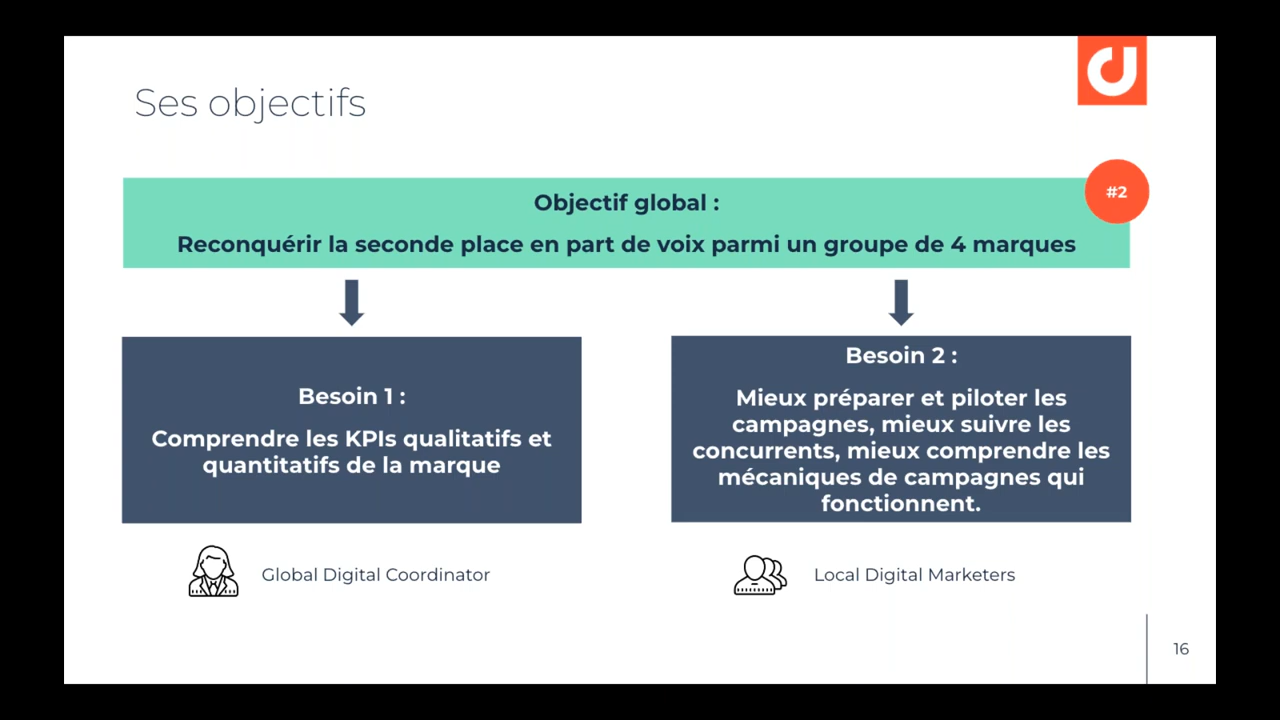 Ses objectifs
Objectif global :
#2
Reconquérir la seconde place en part de voix parmi un groupe de 4 marques
Besoin 1 :
Comprendre les KPIs qualitatifs et
quantitatifs de la marque
Global Digital Coordinator
Besoin 2 :
Mieux préparer et piloter les
campagnes, mieux suivre les
concurrents, mieux comprendre les
mécaniques de campagnes qui
fonctionnent.
Local Digital Marketers
16